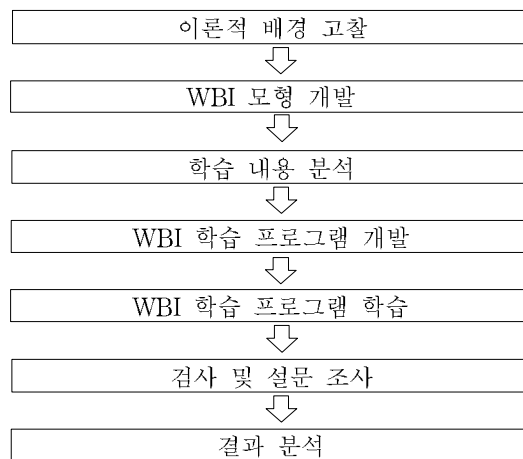 이론적 배경 고찰
WBI 모형 개발
학습 내용 분석
WBI 학습 프로그램 개발
WBI 학습 프로그램 학습
검사 및 설문 조사
결과 분석